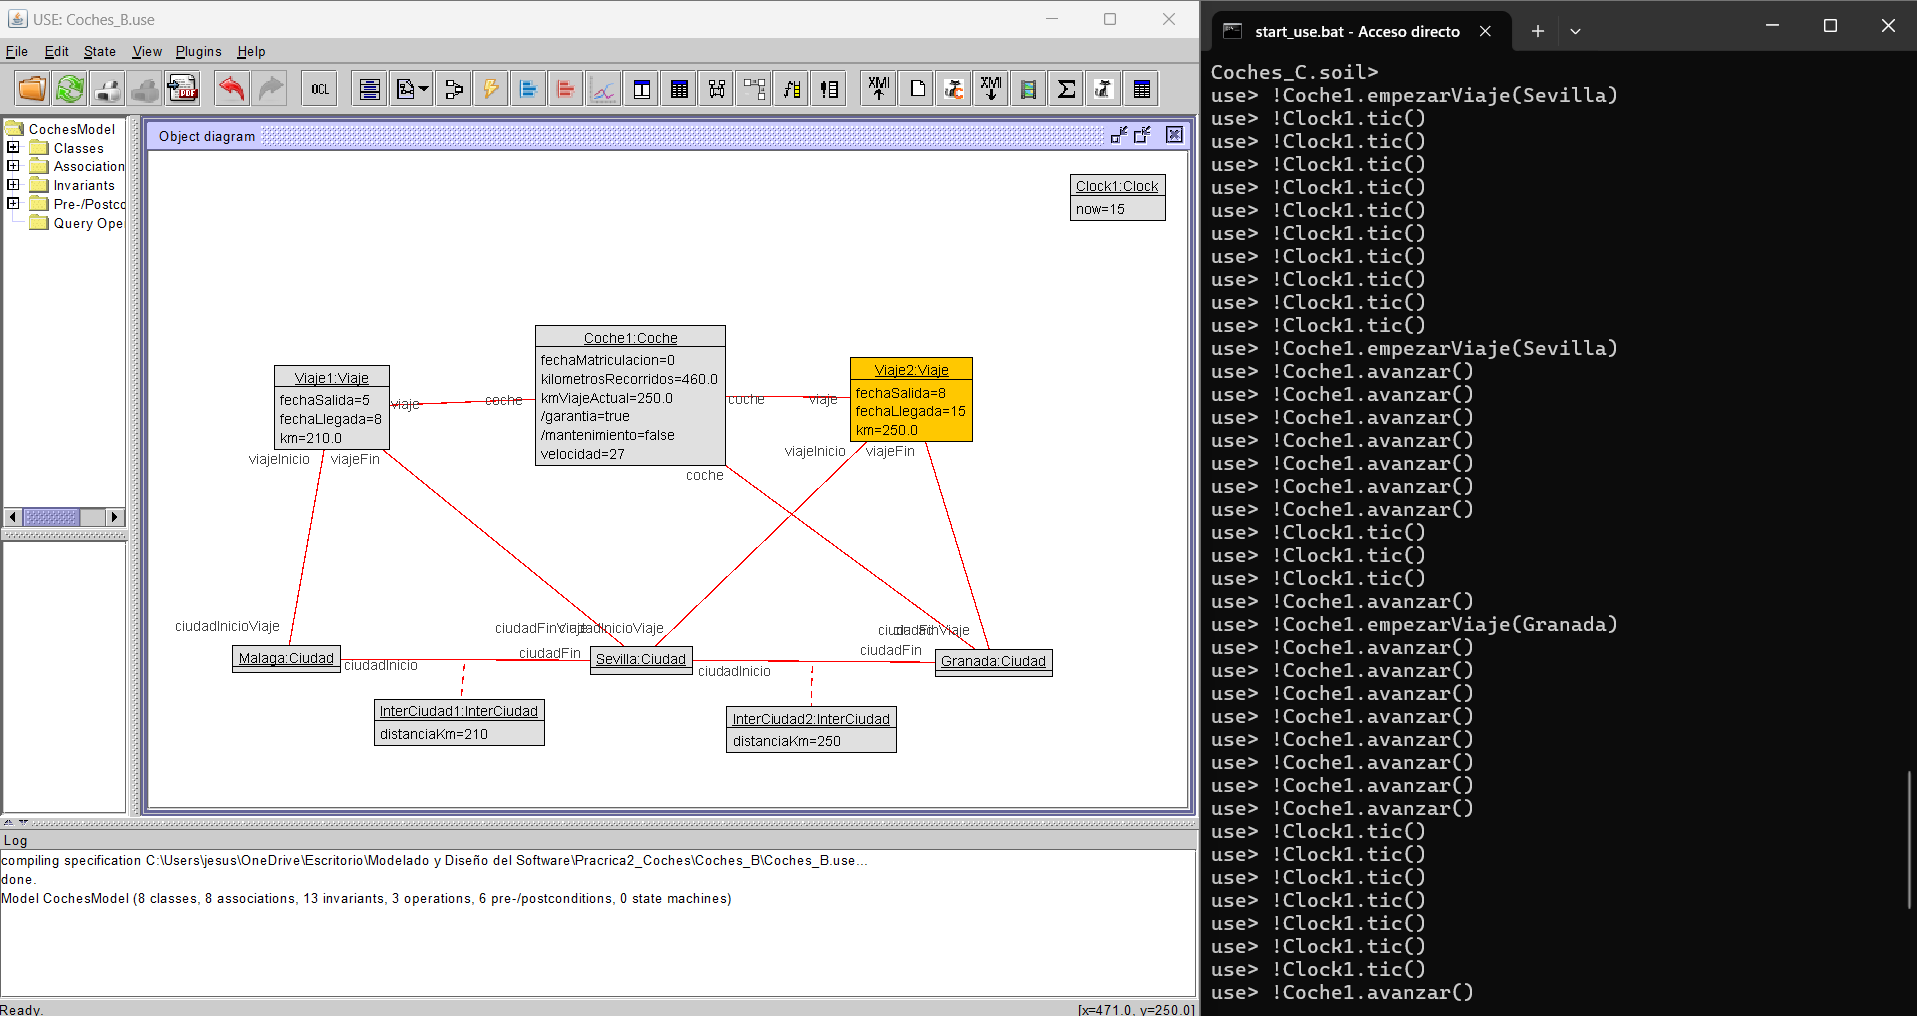 USE: Coches_B.use
File Edit State View Plugins Help
OCL
XMI
XMI
PDF
CochesModel
Classes
Association
Invariants
Pre-/Postco
Query Ope
Object diagram
Clock1:Clock
now=15
Coche1:Coche
fechaMatriculacion=0
kilometrosRecorridos=460.0
kmViajeActual=250.0
/garantia=true
/mantenimiento=false
velocidad=27
Viaje1:Viaje
fechaSalida=5
fechaLlegada=8
km=210.0
Viaje2:Viaje
fechaSalida=8
fechaLlegada=15
km=250.0
viaje
coche
coche
viaje
viajeInicio
viajeFin
coche
viajeInicio
viajeFin
ciudadInicioViaje
ciudadFinViaje
ciudadInicioViaje
ciudadFinViaje
Malaga:Ciudad
ciudadInicio
ciudadFin
Sevilla:Ciudad
ciudadInicio
ciudadFin
Granada:Ciudad
InterCiudad1:InterCiudad
distanciaKm=210
InterCiudad2:InterCiudad
distanciaKm=250
Log
compiling specification C:\Users\jesus\OneDrive\Escritorio\Modelado y Diseño del Software\Pracrica2_Coches\Coches_B\Coches_B.use...
done.
Model CochesModel (8 classes, 8 associations, 13 invariants, 3 operations, 6 pre-/postconditions, 0 state machines)
Ready.
[x=471.0, y=250.0]
start_use.bat - Acceso directo
Coches_C.soil>
use> !Coche1.empezarViaje(Sevilla)
use> !Clock1.tic()
use> !Clock1.tic()
use> !Clock1.tic()
use> !Clock1.tic()
use> !Clock1.tic()
use> !Clock1.tic()
use> !Clock1.tic()
use> !Clock1.tic()
use> !Clock1.tic()
use> !Clock1.tic()
use> !Coche1.empezarViaje(Sevilla)
use> !Coche1.avanzar()
use> !Coche1.avanzar()
use> !Coche1.avanzar()
use> !Coche1.avanzar()
use> !Coche1.avanzar()
use> !Coche1.avanzar()
use> !Coche1.avanzar()
use> !Clock1.tic()
use> !Clock1.tic()
use> !Clock1.tic()
use> !Coche1.avanzar()
use> !Coche1.empezarViaje(Granada)
use> !Coche1.avanzar()
use> !Coche1.avanzar()
use> !Coche1.avanzar()
use> !Coche1.avanzar()
use> !Coche1.avanzar()
use> !Coche1.avanzar()
use> !Coche1.avanzar()
use> !Coche1.avanzar()
use> !Clock1.tic()
use> !Clock1.tic()
use> !Clock1.tic()
use> !Clock1.tic()
use> !Clock1.tic()
use> !Clock1.tic()
use> !Clock1.tic()
use> !Coche1.avanzar()